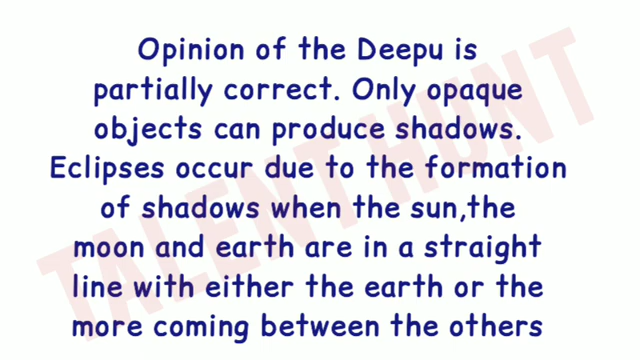 Opinion of the Deepu is
partially correct. Only opaque
objects can produce shadows.
Eclipses occur due to the formation
of shadows when the sun,the
moon and earth are in a straight
line with either the earth or the
more coming between the others
TALENT HUNT